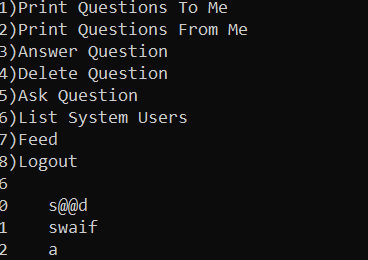 1)Print Questions To Me
2)Print Questions From Me
3)Answer Question
4)Delete Question
5)Ask Question
6)List System Users
7)Feed
8)Logout
6
0    s@@d
1    swaif
2    a